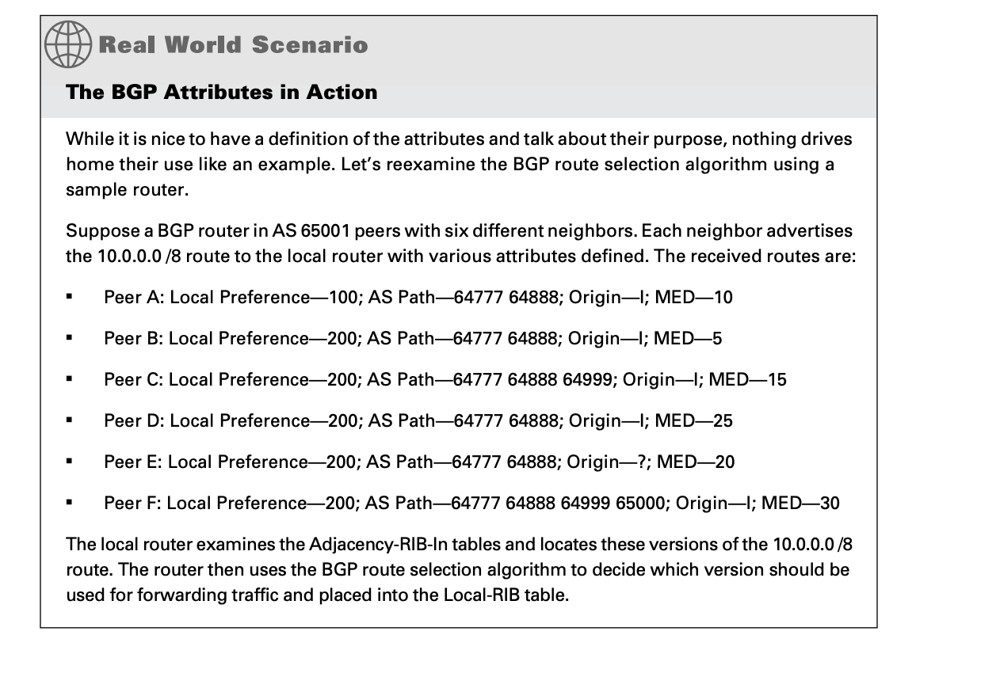 Real World Scenario
The BGP Attributes in Action
While it is nice to have a definition of the attributes and talk about their purpose, nothing drives
home their use like an example. Let’s reexamine the BGP route selection algorithm using a
sample router.
Suppose a BGP router in AS 65001 peers with six different neighbors. Each neighbor advertises
the 10.0.0.0 /8 route to the local router with various attributes defined. The received routes are:
▪ Peer A: Local Preference—100; AS Path—64777 64888; Origin—I; MED—10
▪ Peer B: Local Preference—200; AS Path—64777 64888; Origin—I; MED—5
▪ Peer C: Local Preference—200; AS Path—64777 64888 64999; Origin—I; MED—15
▪ Peer D: Local Preference—200; AS Path—64777 64888; Origin—I; MED—25
▪ Peer E: Local Preference—200; AS Path—64777 64888; Origin—?; MED—20
▪ Peer F: Local Preference—200; AS Path—64777 64888 64999 65000; Origin—I; MED—30
The local router examines the Adjacency-RIB-In tables and locates these versions of the 10.0.0.0 /8
route. The router then uses the BGP route selection algorithm to decide which version should be
used for forwarding traffic and placed into the Local-RIB table.